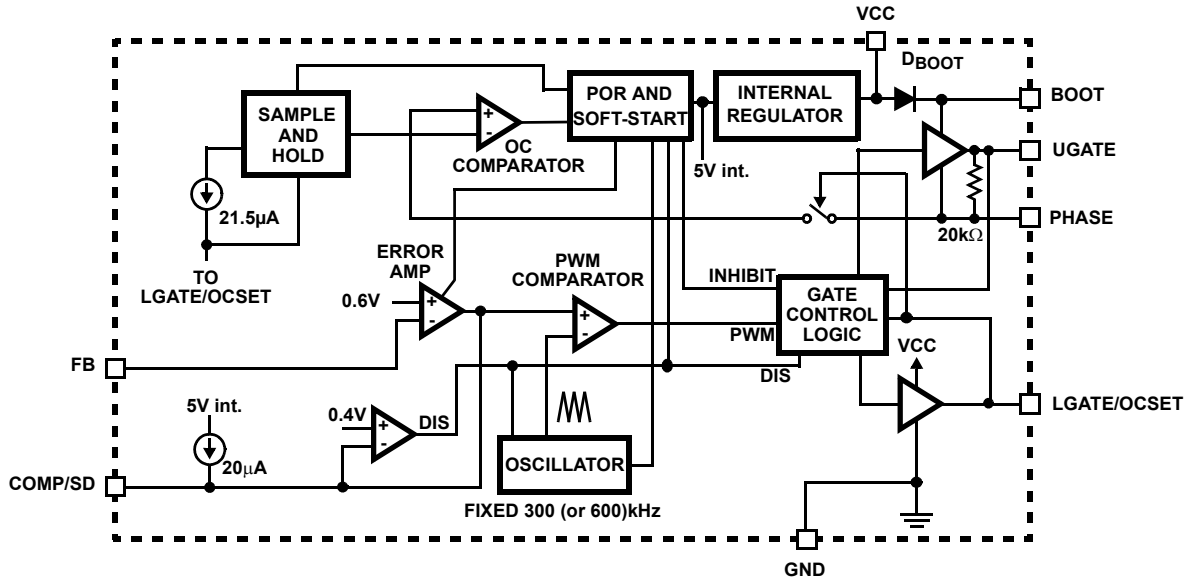 VCC
D_BOOT
BOOT
SAMPLE
AND
HOLD
+
-
OC
COMPARATOR
POR AND
SOFT-START
INTERNAL
REGULATOR
5V int.
UGATE
21.5µA
TO
LGATE/OCSET
PHASE
20kΩ
ERROR
AMP
0.6V
+
-
PWM
COMPARATOR
+
-
INHIBIT
PWM
DIS
GATE
CONTROL
LOGIC
FB
VCC
LGATE/OCSET
5V int.
20µA
0.4V
+
-
DIS
OSCILLATOR
COMP/SD
FIXED 300 (or 600)kHz
GND